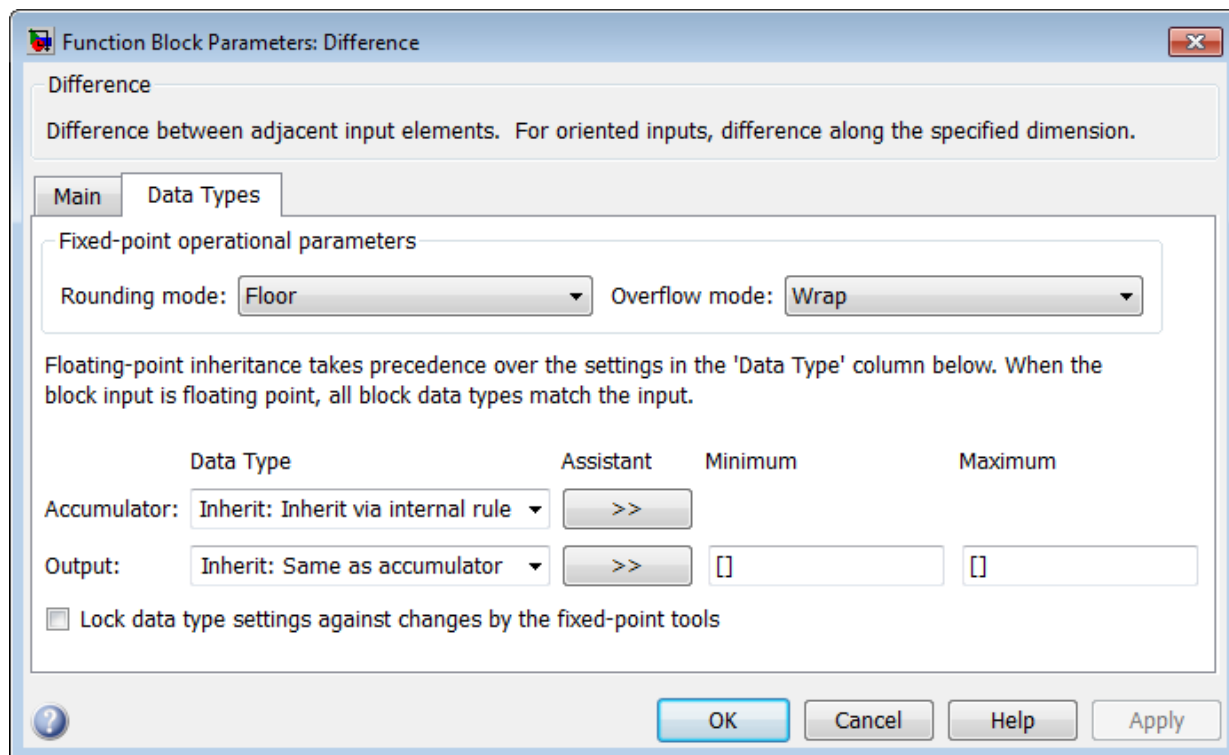 Function Block Parameters: Difference
Difference
Difference between adjacent input elements.  For oriented inputs, difference along the specified dimension.
Main Data Types
Fixed-point operational parameters
Rounding mode: Floor Overflow mode: Wrap
Floating-point inheritance takes precedence over the settings in the 'Data Type' column below. When the
block input is floating point, all block data types match the input.
Data Type Assistant Minimum Maximum
Accumulator: Inherit: Inherit via internal rule >>
Output: Inherit: Same as accumulator >> [] []
Lock data type settings against changes by the fixed-point tools
? OK Cancel Help Apply